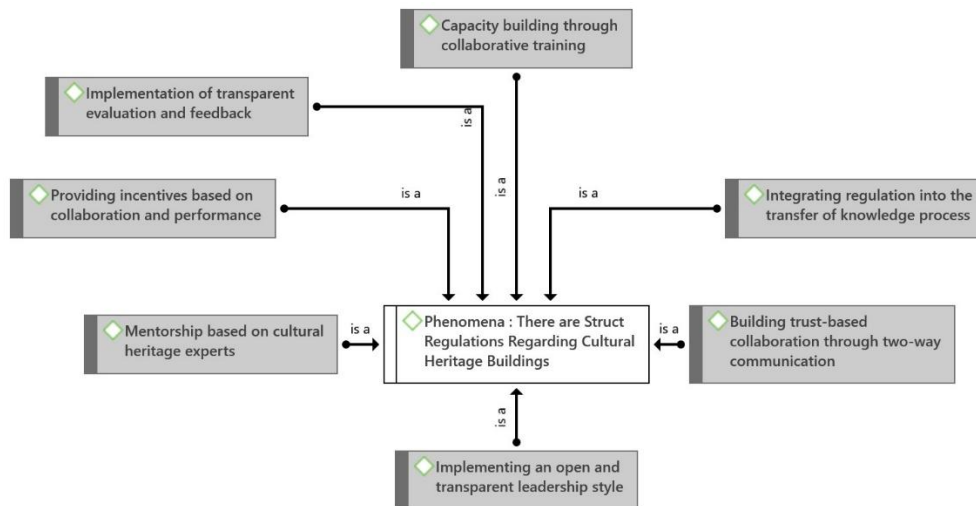 Capacity building through
collaborative training
Implementation of transparent
evaluation and feedback
is a
Providing incentives based on
collaboration and performance
is a
is a
is a
Integrating regulation into the
transfer of knowledge process
Mentorship based on cultural
heritage experts
is a
Phenomena : There are Struct
Regulations Regarding Cultural
Heritage Buildings
is a
Building trust-based
collaboration through two-way
communication
is a
Implementing an open and
transparent leadership style